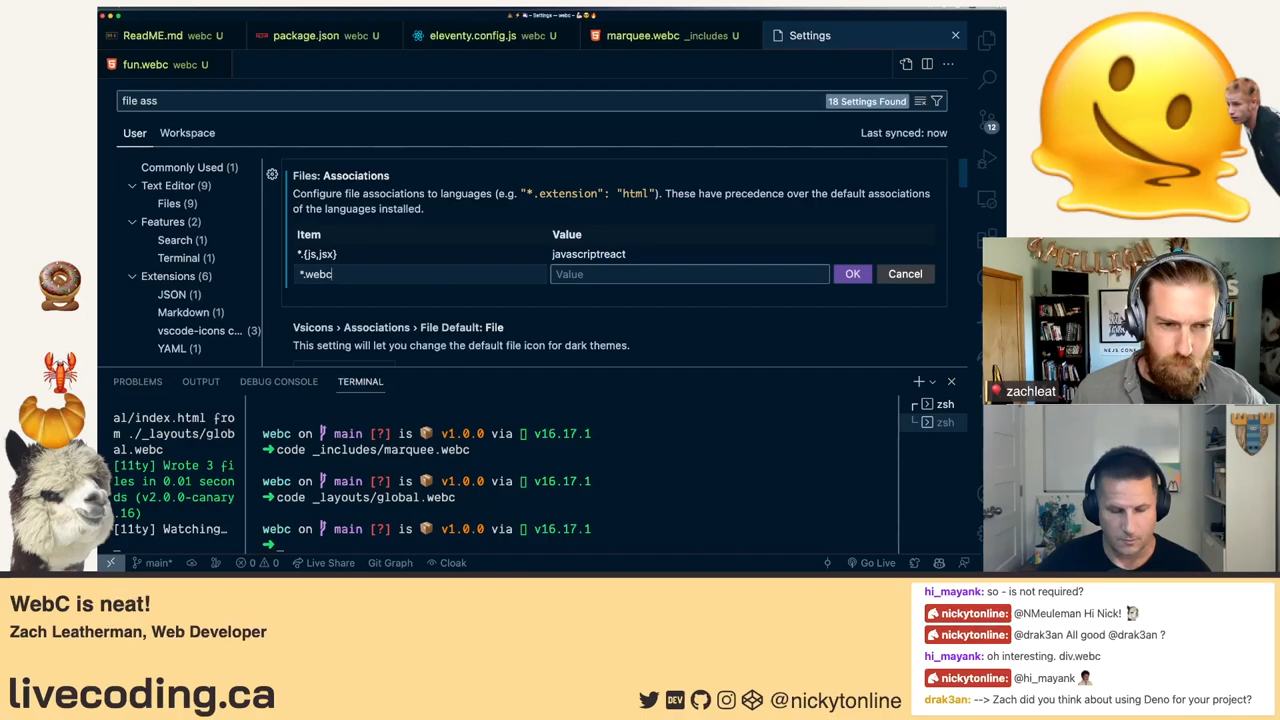 Settings — webc —
ReadME.md webc U
package.json webc U
eleventy.config.js webc U
marquee.webc _includes U
Settings
fun.webc webc U
file ass
18 Settings Found
User
Workspace
Last synced: now
Commonly Used (1)
Text Editor (9)
Files (9)
Features (2)
Search (1)
Terminal (1)
Extensions (6)
JSON (1)
Markdown (1)
vscode-icons c... (3)
YAML (1)
Files: Associations
Configure file associations to languages (e.g. "*.extension": "html"). These have precedence over the default associations
of the languages installed.
Item Value
*.{js,jsx} javascriptreact
*.webc Value OK Cancel
Vsicons › Associations › File Default: File
This setting will let you change the default file icon for dark themes.
12
PROBLEMS OUTPUT DEBUG CONSOLE TERMINAL
zsh
zsh
al/index.html fro
m ./_layouts/glob
al.webc
[11ty] Wrote 3 fi
les in 0.01 secon
ds (v2.0.0-canary
.16)
[11ty] Watching…
webc on main [?] is v1.0.0 via v16.17.1
code _includes/marquee.webc
webc on main [?] is v1.0.0 via v16.17.1
code _layouts/global.webc
webc on main [?] is v1.0.0 via v16.17.1
main* 0 0 Live Share Git Graph Cloak Go Live
NEJS CONF
zachleat
WebC is neat!
Zach Leatherman, Web Developer
livecoding.ca
DEV
@nickytonline
hi_mayank: so - is not required?
nickytonline: @NMeuleman Hi Nick!
nickytonline: @drak3an All good @drak3an ?
hi_mayank: oh interesting. div.webc
nickytonline: @hi_mayank
drak3an: --> Zach did you think about using Deno for your project?